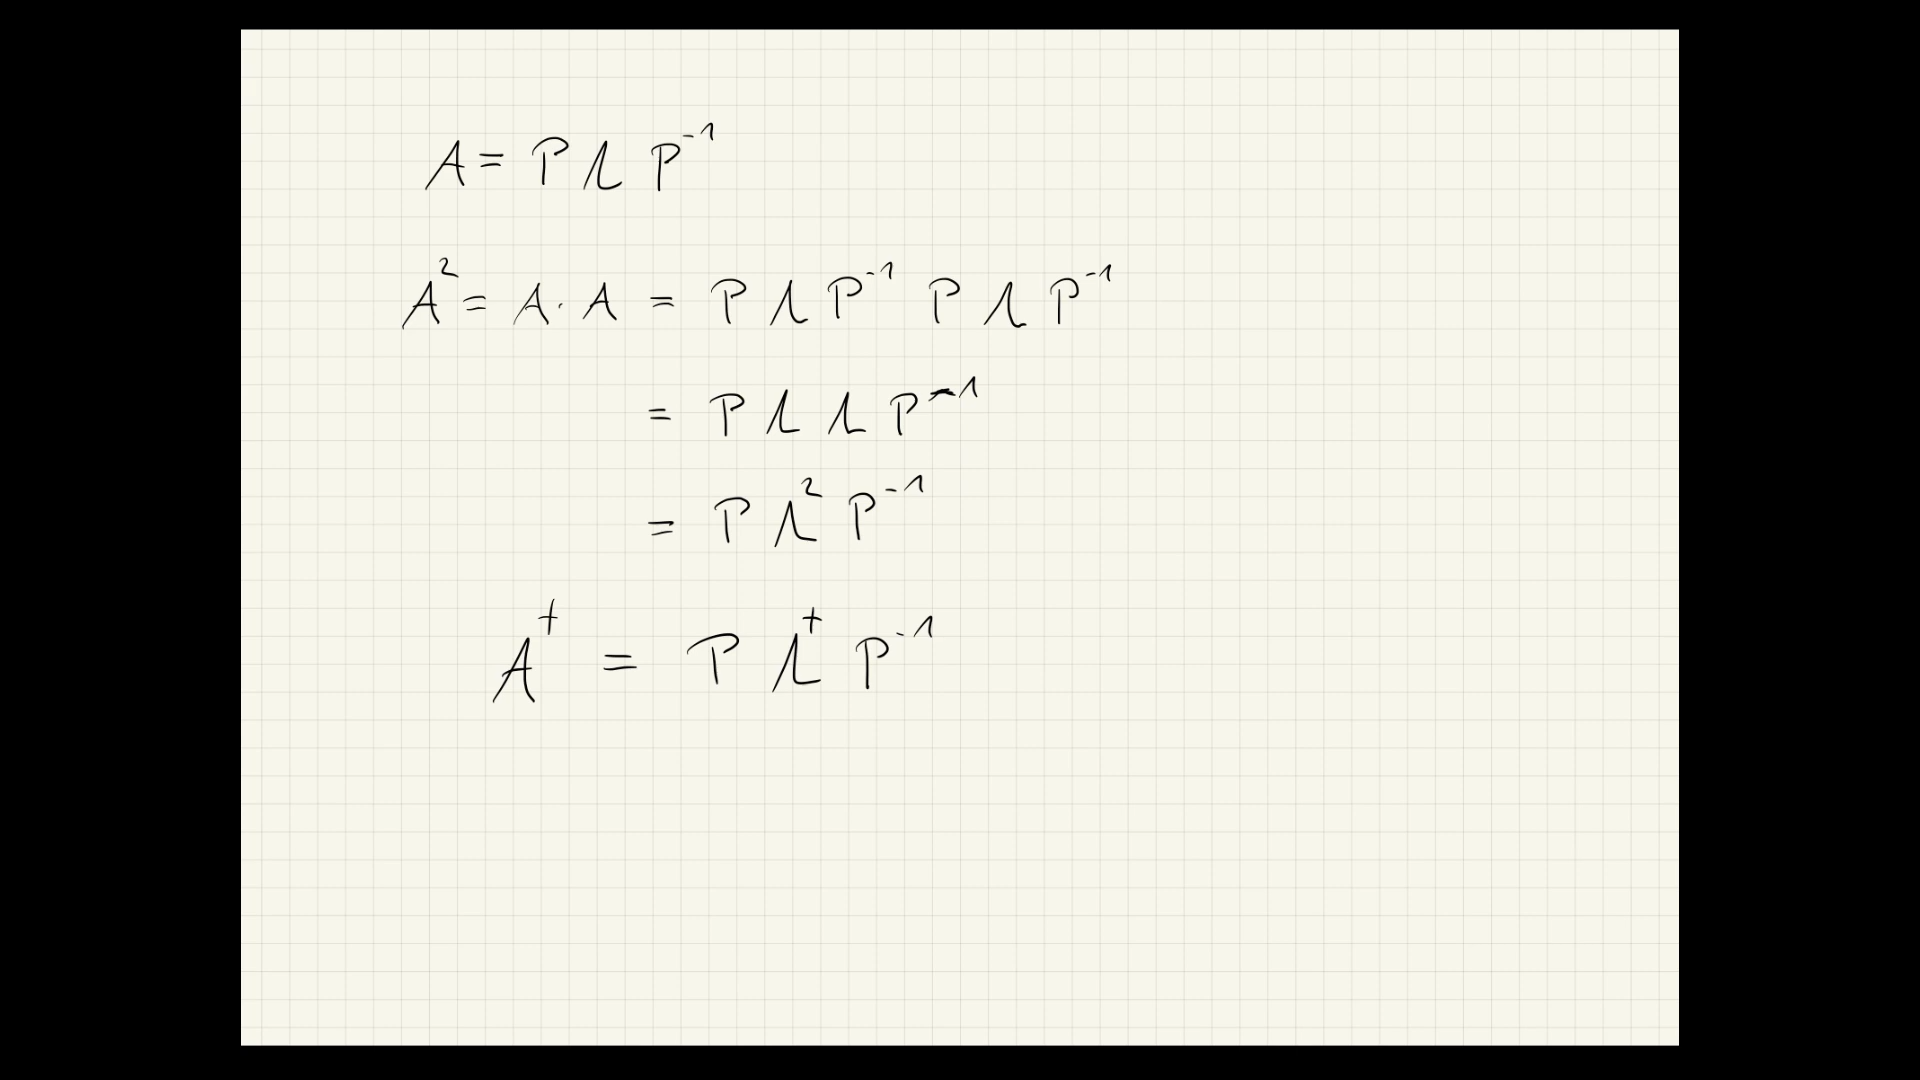 A = P Λ P⁻¹
A² = A · A = P Λ P⁻¹ P Λ P⁻¹
= P Λ Λ P⁻¹
= P Λ² P⁻¹
Aᵗ = P Λᵗ P⁻¹